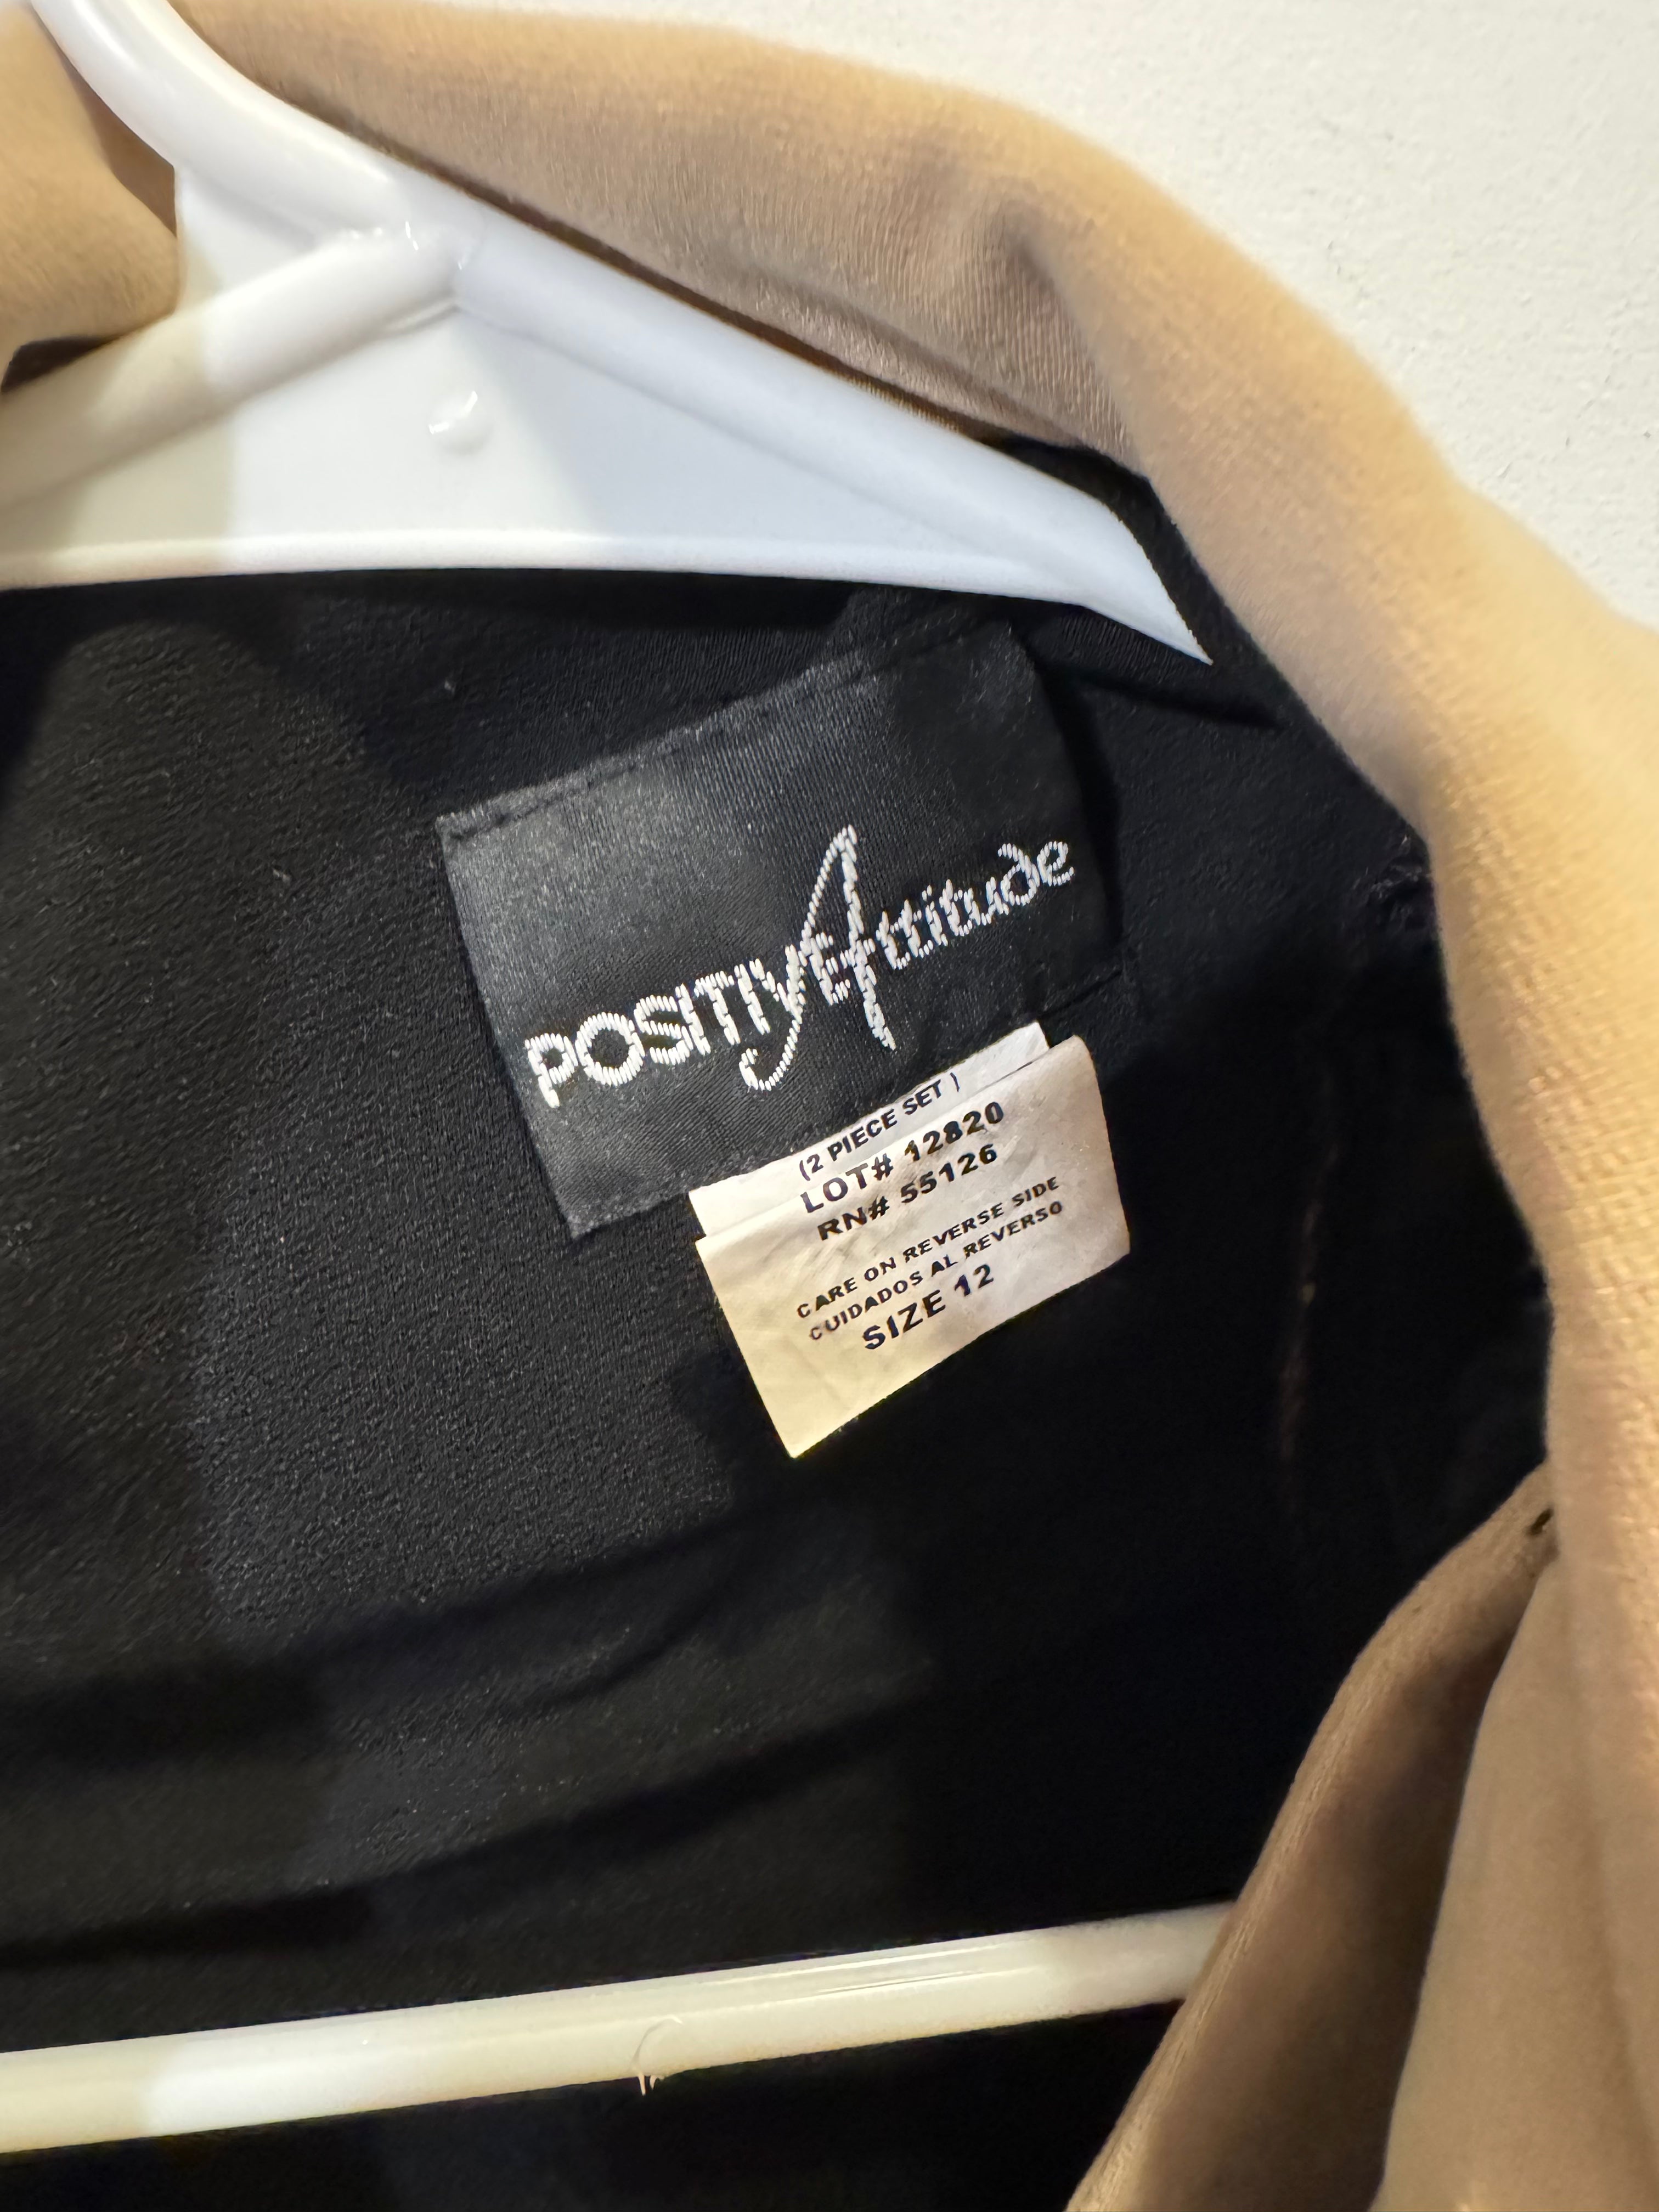 POSITIVE Attitude
(2 PIECE SET)
LOT# 12820
RN# 55126
CARE ON REVERSE SIDE
CUIDADOS AL REVERSO
SIZE 12